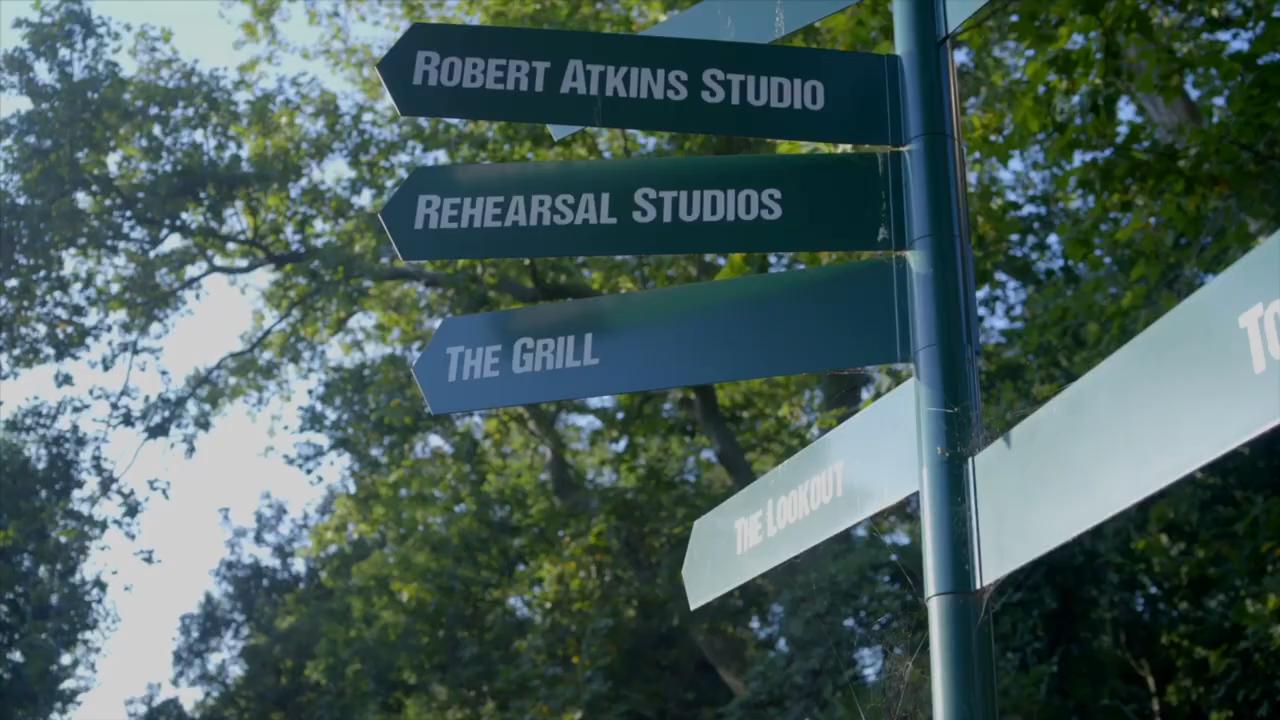 ROBERT ATKINS STUDIO
REHEARSAL STUDIOS
THE GRILL
THE LOOKOUT